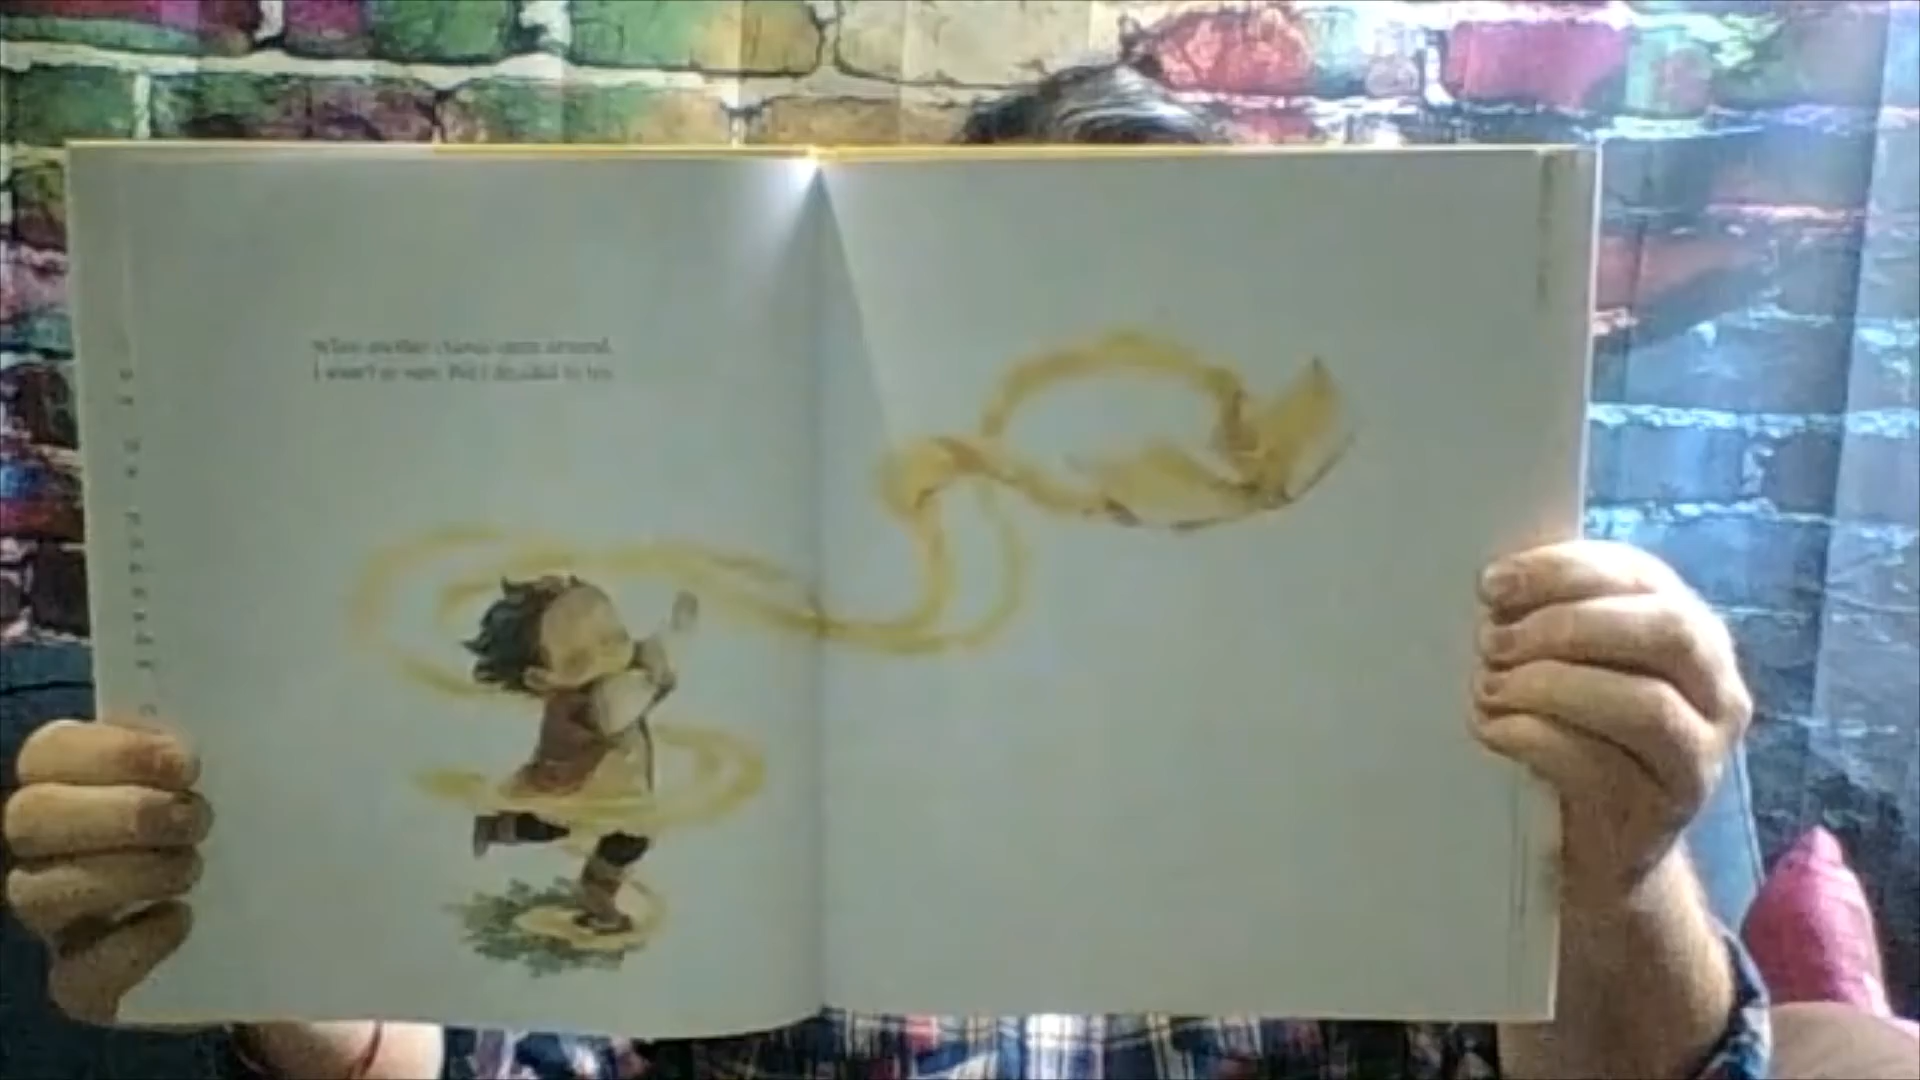 When another chance came around,
I wasn't so sure. But I decided to try.